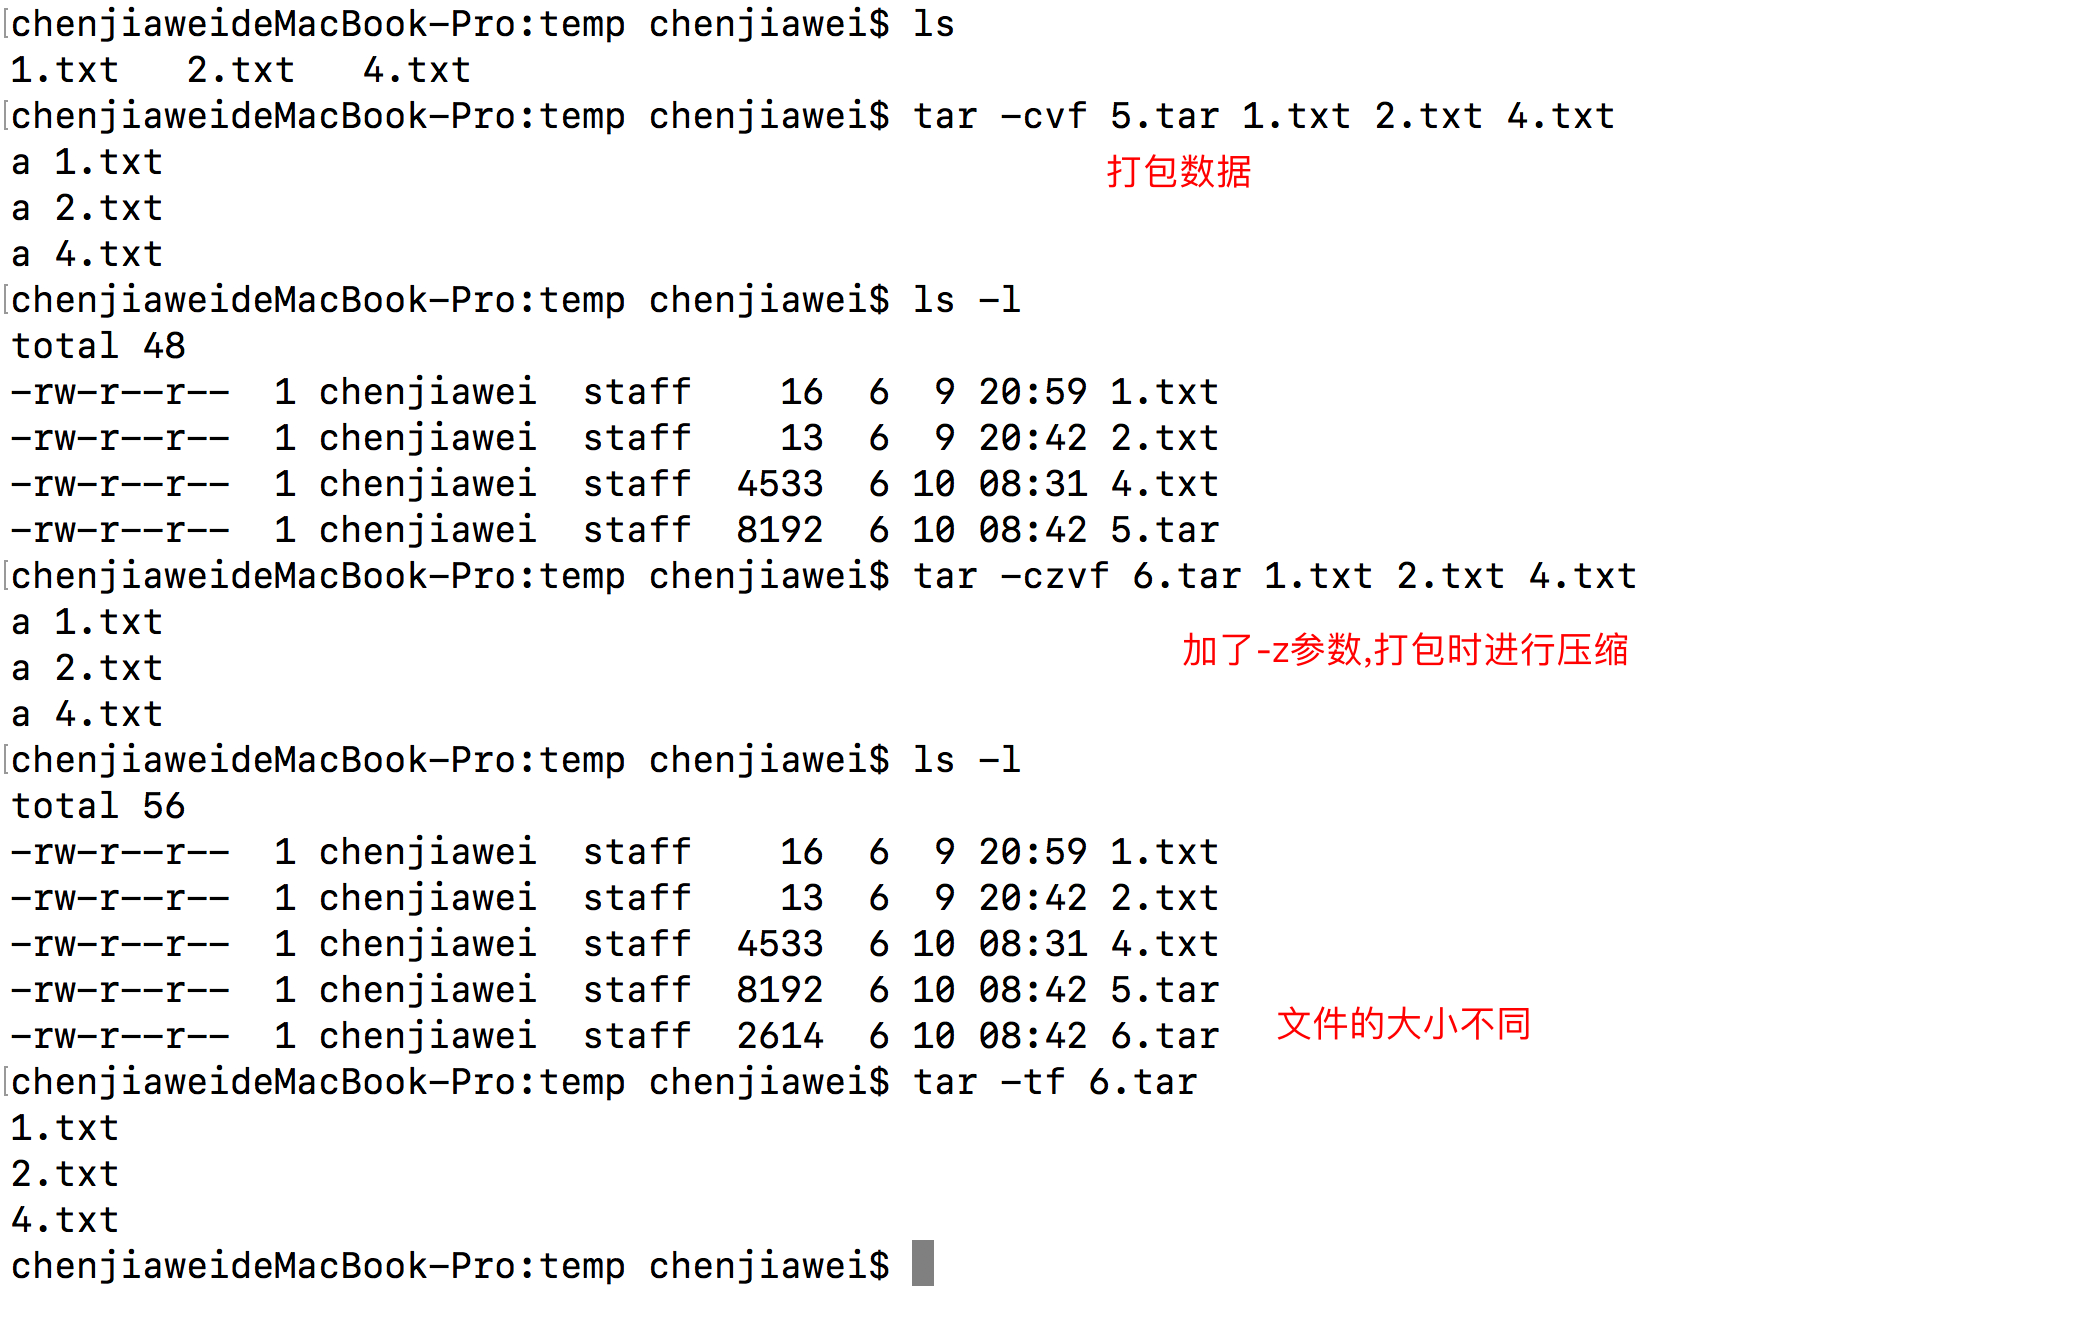 chenjiaweideMacBook-Pro:temp chenjiawei$ ls
1.txt   2.txt   4.txt
chenjiaweideMacBook-Pro:temp chenjiawei$ tar -cvf 5.tar 1.txt 2.txt 4.txt
a 1.txt
打包数据
a 2.txt
a 4.txt
chenjiaweideMacBook-Pro:temp chenjiawei$ ls -l
total 48
-rw-r--r--  1 chenjiawei  staff    16  6  9 20:59 1.txt
-rw-r--r--  1 chenjiawei  staff    13  6  9 20:42 2.txt
-rw-r--r--  1 chenjiawei  staff  4533  6 10 08:31 4.txt
-rw-r--r--  1 chenjiawei  staff  8192  6 10 08:42 5.tar
chenjiaweideMacBook-Pro:temp chenjiawei$ tar -czvf 6.tar 1.txt 2.txt 4.txt
a 1.txt
加了-z参数,打包时进行压缩
a 2.txt
a 4.txt
chenjiaweideMacBook-Pro:temp chenjiawei$ ls -l
total 56
-rw-r--r--  1 chenjiawei  staff    16  6  9 20:59 1.txt
-rw-r--r--  1 chenjiawei  staff    13  6  9 20:42 2.txt
-rw-r--r--  1 chenjiawei  staff  4533  6 10 08:31 4.txt
-rw-r--r--  1 chenjiawei  staff  8192  6 10 08:42 5.tar
-rw-r--r--  1 chenjiawei  staff  2614  6 10 08:42 6.tar
文件的大小不同
chenjiaweideMacBook-Pro:temp chenjiawei$ tar -tf 6.tar
1.txt
2.txt
4.txt
chenjiaweideMacBook-Pro:temp chenjiawei$